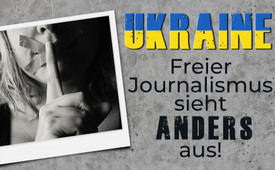 UKRAINE
Freier
Journalismus
sieht
ANDERS
aus!